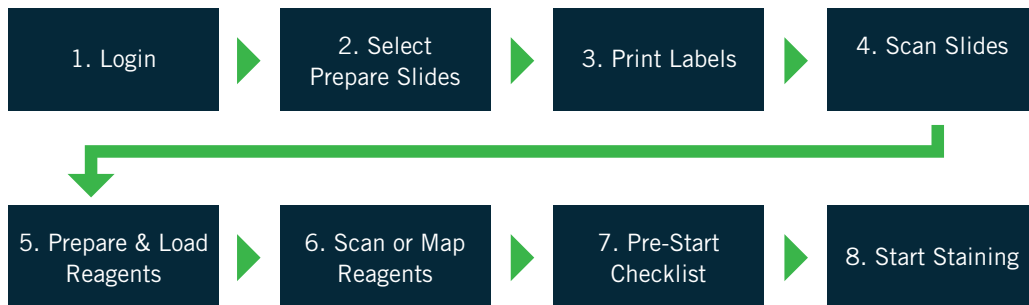 1. Login
2. Select
Prepare Slides
3. Print Labels
4. Scan Slides
5. Prepare & Load
Reagents
6. Scan or Map
Reagents
7. Pre-Start
Checklist
8. Start Staining